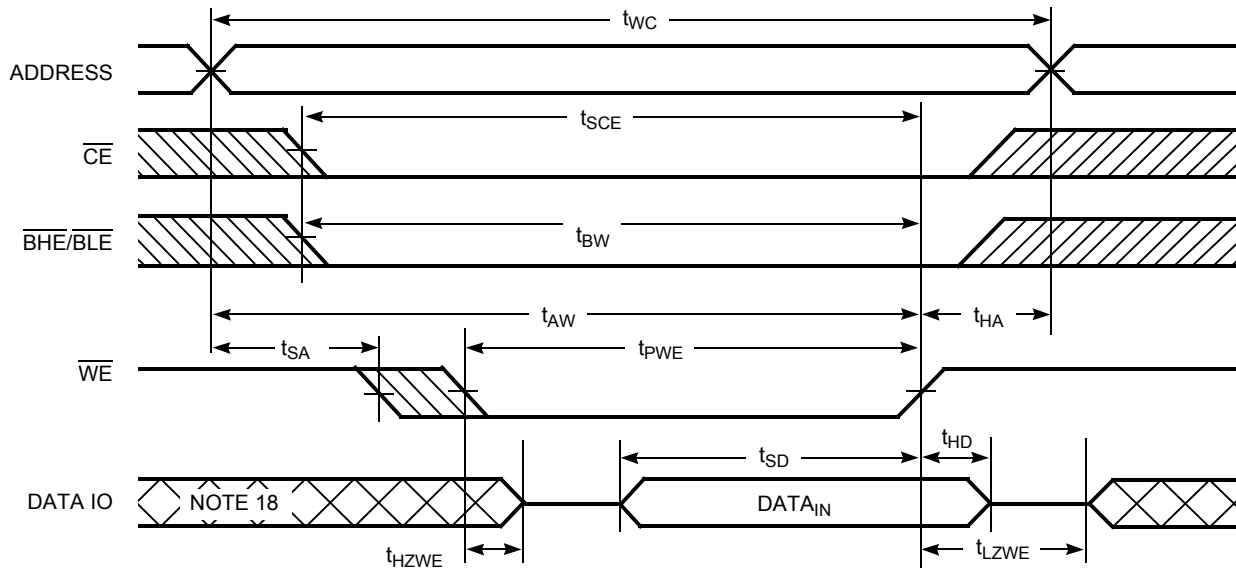 tWC
ADDRESS
tSCE
CE
BHE/BLE
tBW
tAW
tHA
tSA
tPWE
WE
tHD
tSD
DATA IO
NOTE 18
DATAIN
tHZWE
tLZWE